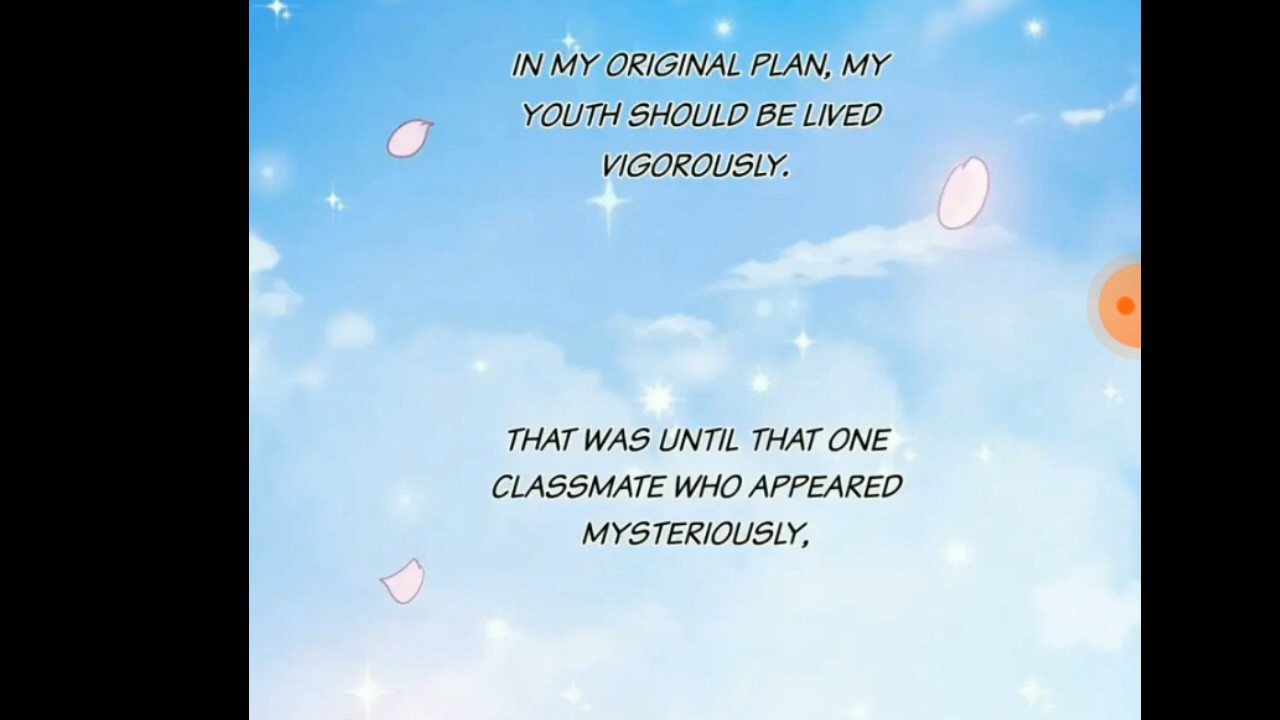 IN MY ORIGINAL PLAN, MY
YOUTH SHOULD BE LIVED
VIGOROUSLY.
THAT WAS UNTIL THAT ONE
CLASSMATE WHO APPEARED
MYSTERIOUSLY,